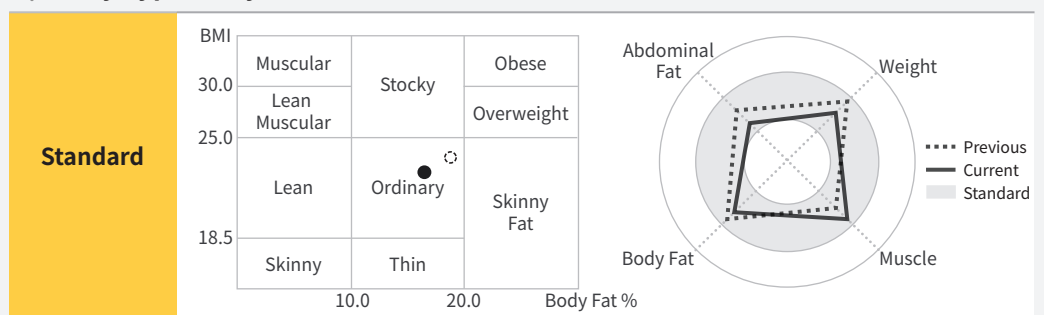 Standard
BMI
30.0
25.0
18.5
Muscular
Stocky
Obese
Lean
Muscular
Overweight
Lean
Ordinary
Skinny
Fat
Skinny
Thin
10.0
20.0
Body Fat %
Abdominal
Fat
Weight
Body Fat
Muscle
Previous
Current
Standard